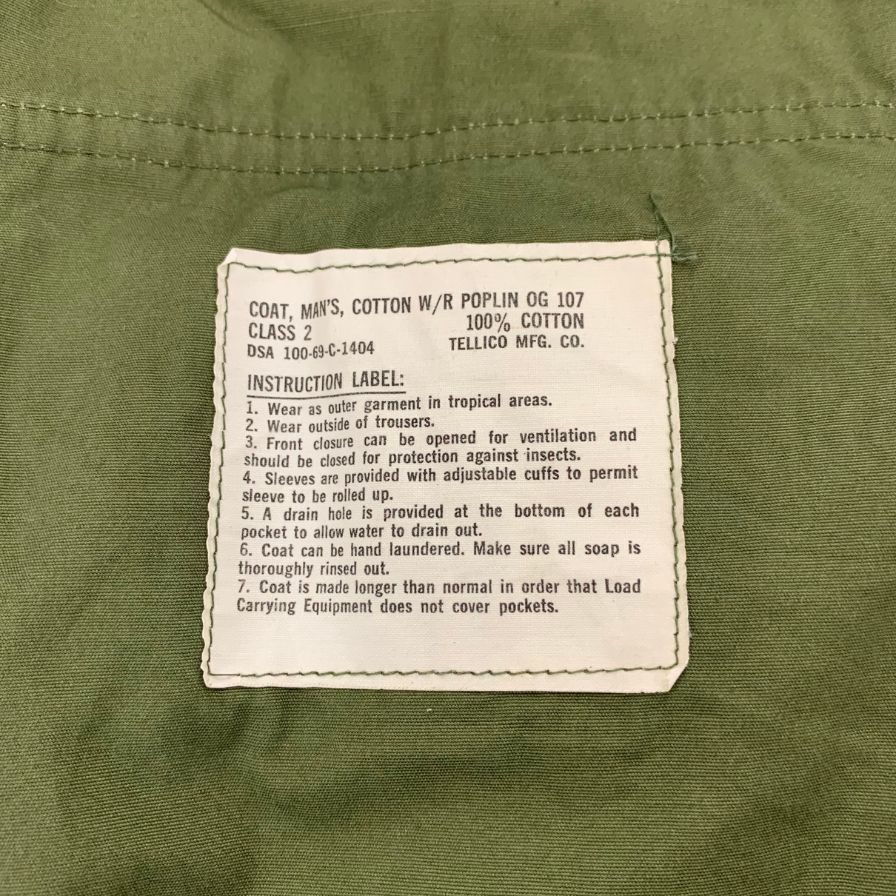 COAT, MAN'S, COTTON W/R POPLIN OG 107
CLASS 2 100% COTTON
DSA 100-69-C-1404 TELLICO MFG. CO.
INSTRUCTION LABEL:
1. Wear as outer garment in tropical areas.
2. Wear outside of trousers.
3. Front closure can be opened for ventilation and
should be closed for protection against insects.
4. Sleeves are provided with adjustable cuffs to permit
sleeve to be rolled up.
5. A drain hole is provided at the bottom of each
pocket to allow water to drain out.
6. Coat can be hand laundered. Make sure all soap is
thoroughly rinsed out.
7. Coat is made longer than normal in order that Load
Carrying Equipment does not cover pockets.